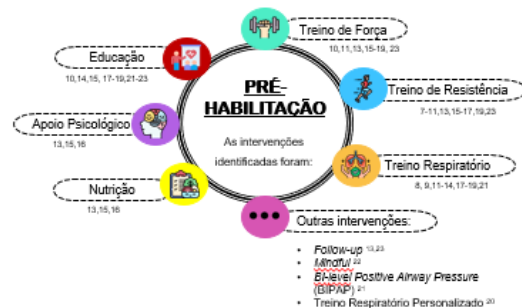 Treino de Força
10,11,13,15-19, 23
Educação
10,14,15, 17-19,21-23
PRÉ-
HABILITAÇÃO
As intervenções
identificadas foram:
Treino de Resistência
7-11,13,15-17,19,23
Apoio Psicológico
13,15,16
Treino Respiratório
8, 9,11-14,17-19,21
Nutrição
13,15,16
Outras intervenções:
• Follow-up 13,23
• Mindful 22
• BI-level Positive Airway Pressure
(BIPAP) 21
• Treino Respiratório Personalizado 20